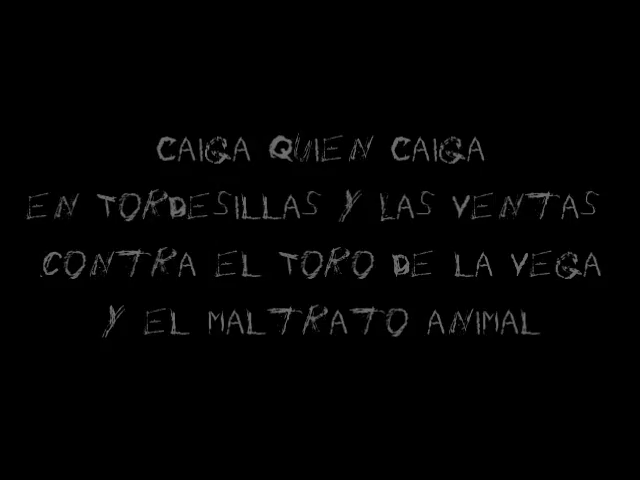 CAIGA QUIEN CAIGA
EN TORDESILLAS Y LAS VENTAS
CONTRA EL TORO DE LA VEGA
Y EL MALTRATO ANIMAL